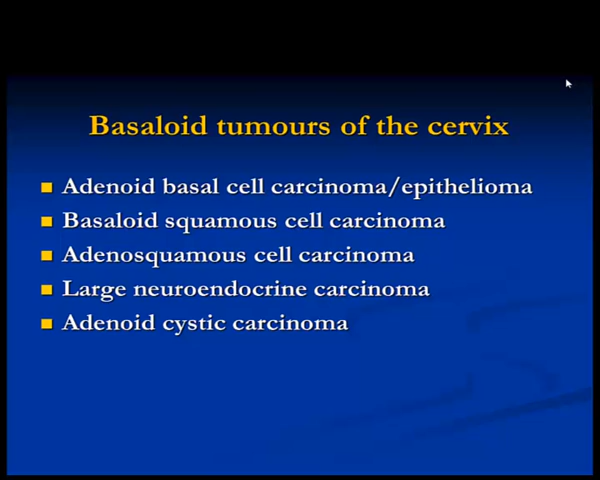 Basaloid tumours of the cervix
Adenoid basal cell carcinoma/epithelioma
Basaloid squamous cell carcinoma
Adenosquamous cell carcinoma
Large neuroendocrine carcinoma
Adenoid cystic carcinoma